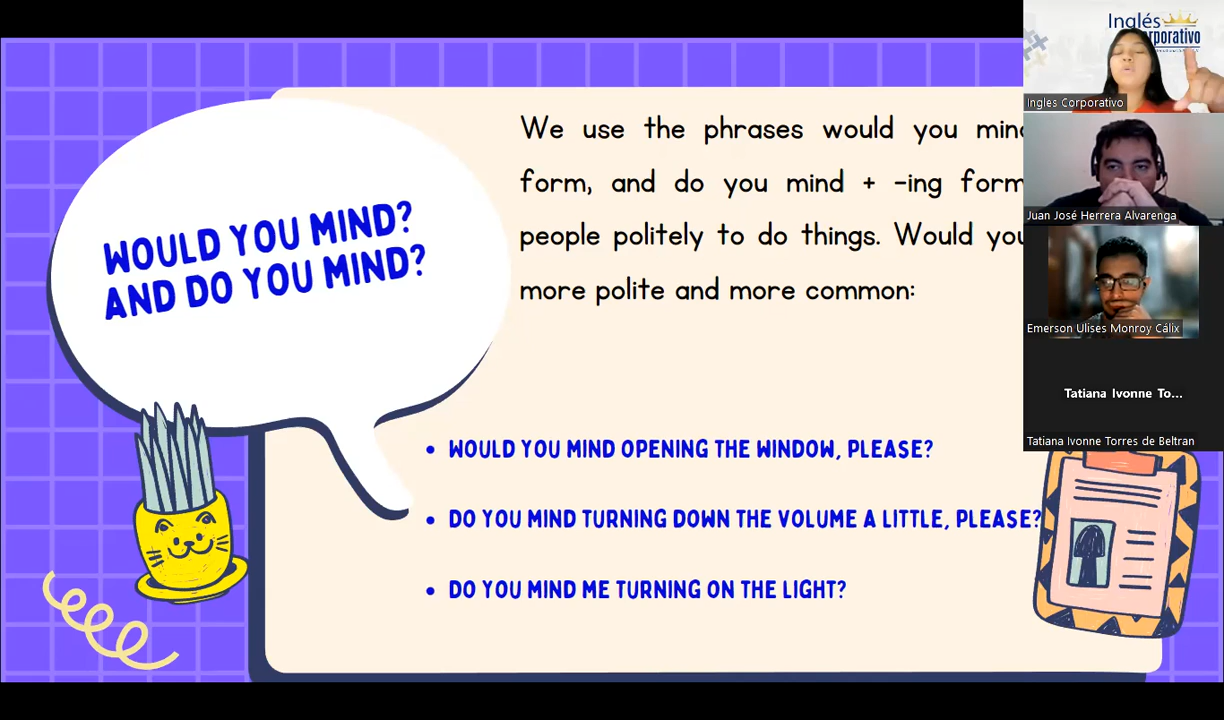 WOULD YOU MIND?
AND DO YOU MIND?
We use the phrases would you mind
form, and do you mind + -ing form
people politely to do things. Would you
more polite and more common:
• WOULD YOU MIND OPENING THE WINDOW, PLEASE?
• DO YOU MIND TURNING DOWN THE VOLUME A LITTLE, PLEASE?
• DO YOU MIND ME TURNING ON THE LIGHT?
Inglés
Ingles Corporativo
Juan José Herrera Alvarenga
Emerson Ulises Monroy Cálix
Tatiana Ivonne To...
Tatiana Ivonne Torres de Beltran